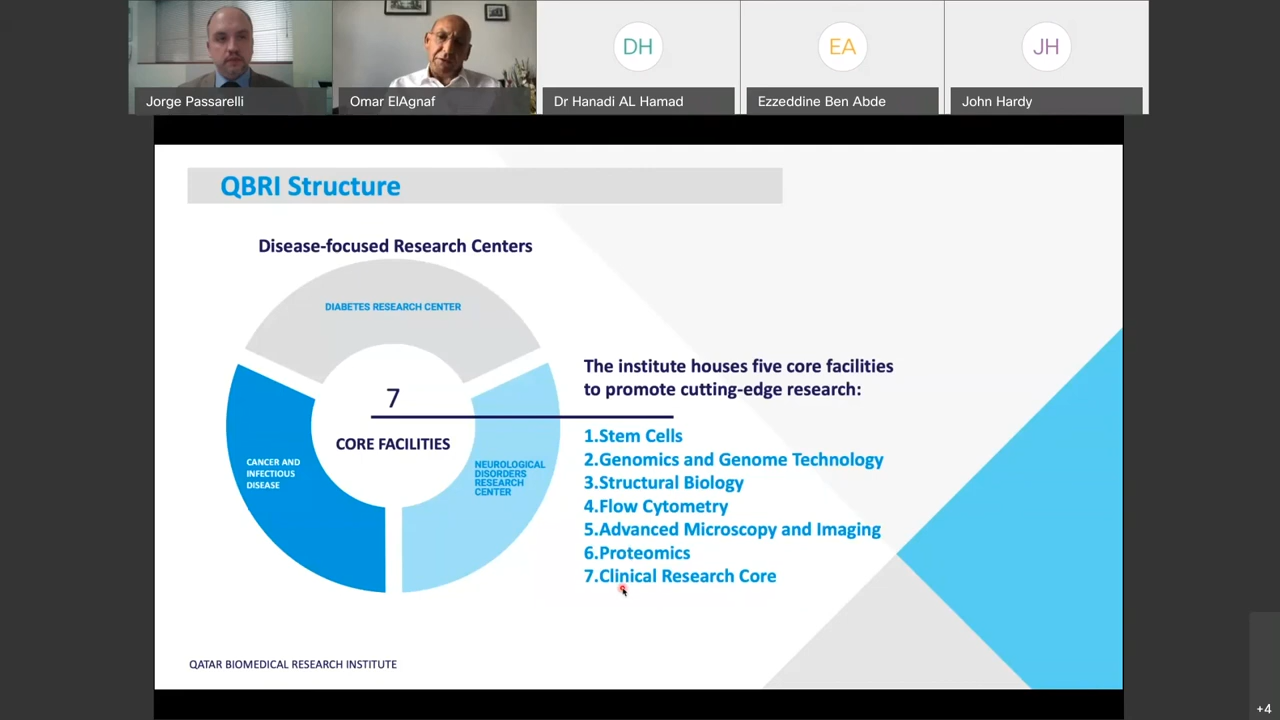 Jorge Passarelli
Omar ElAgnaf
DH
Dr Hanadi AL Hamad
EA
Ezzeddine Ben Abde
JH
John Hardy
QBRI Structure
Disease-focused Research Centers
DIABETES RESEARCH CENTER
7
CORE FACILITIES
CANCER AND
INFECTIOUS
DISEASE
NEUROLOGICAL
DISORDERS
RESEARCH
CENTER
The institute houses five core facilities
to promote cutting-edge research:
1.Stem Cells
2.Genomics and Genome Technology
3.Structural Biology
4.Flow Cytometry
5.Advanced Microscopy and Imaging
6.Proteomics
7.Clinical Research Core
QATAR BIOMEDICAL RESEARCH INSTITUTE
+4